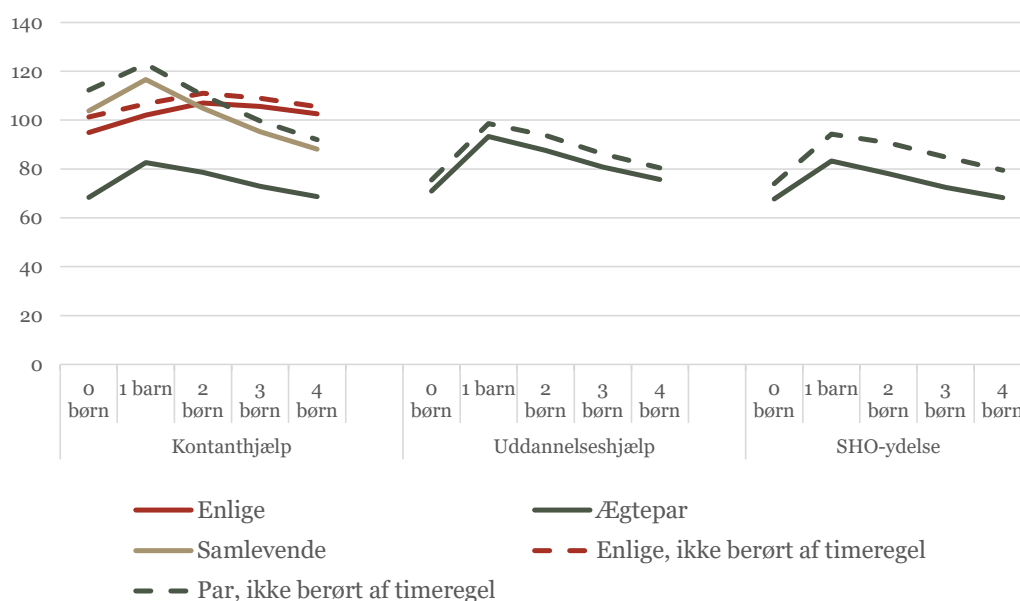 140
120
100
80
60
40
20
0
0 børn 1 barn 2 børn 3 børn 4 børn 0 børn 1 barn 2 børn 3 børn 4 børn 0 børn 1 barn 2 børn 3 børn 4 børn
Kontanthjælp Uddannelseshjælp SHO-ydelse
Enlige Ægtepar
Samlevende Enlige, ikke berørt af timeregel
Par, ikke berørt af timeregel